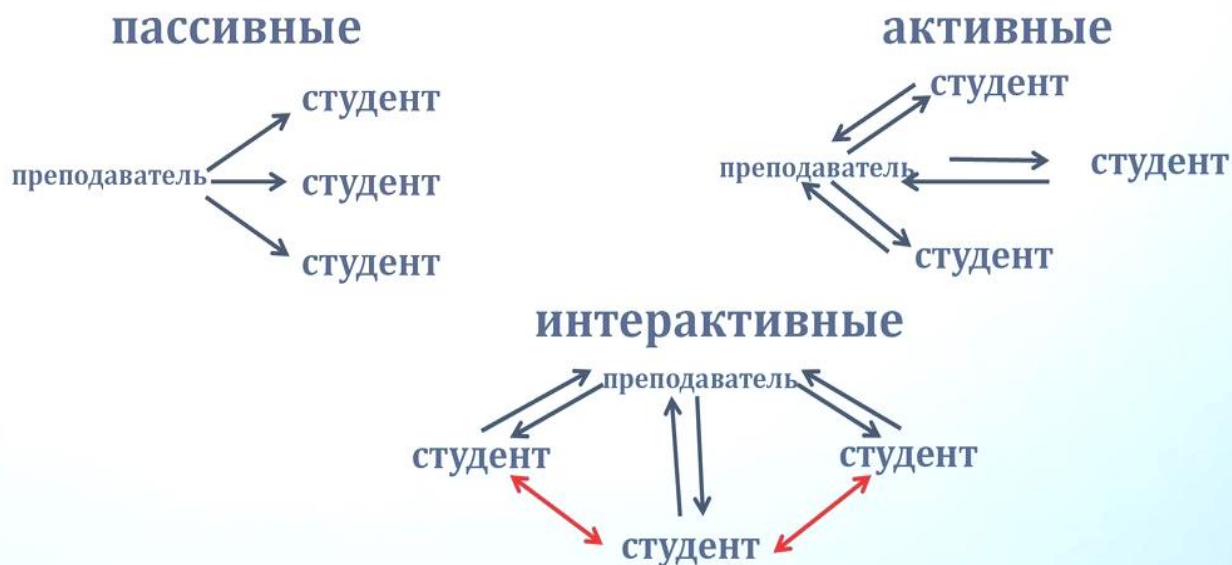 пассивные
студент
преподаватель
студент
студент
активные
студент
преподаватель
студент
студент
интерактивные
преподаватель
студент
студент
студент